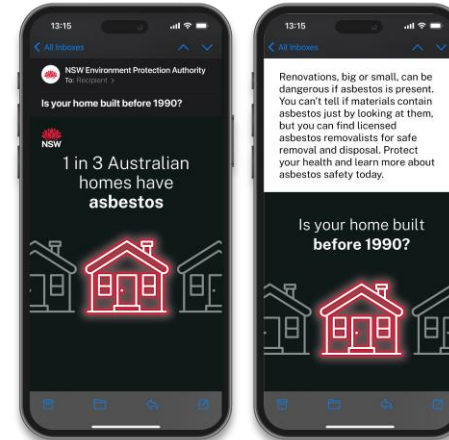 13:15
All Inboxes
NSW Environment Protection Authority
To: Recipient >
Is your home built before 1990?
NSW
1 in 3 Australian
homes have
asbestos
13:15
All Inboxes
Renovations, big or small, can be
dangerous if asbestos is present.
You can't tell if materials contain
asbestos just by looking at them,
but you can find licensed
asbestos removalists for safe
removal and disposal. Protect
your health and learn more about
asbestos safety today.
Is your home built
before 1990?